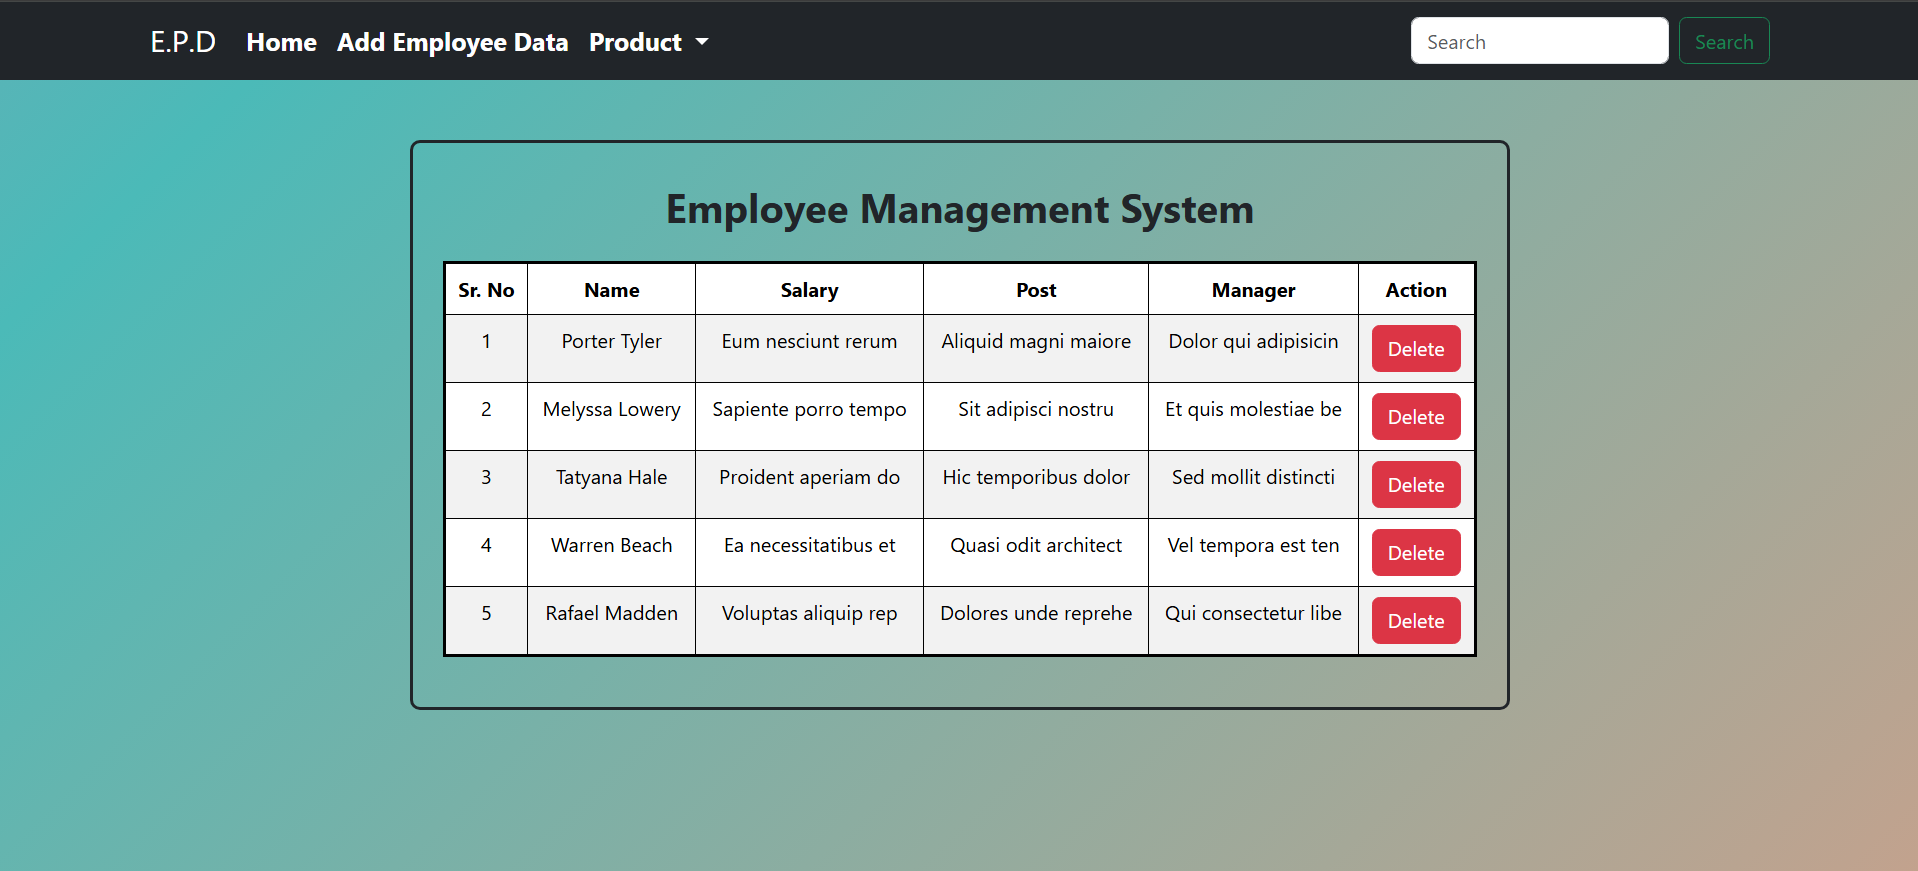 E.P.D Home Add Employee Data Product Search Search
Employee Management System
Sr. No Name Salary Post Manager Action
1 Porter Tyler Eum nesciunt rerum Aliquid magni maiore Dolor qui adipisicin Delete
2 Melyssa Lowery Sapiente porro tempo Sit adipisci nostru Et quis molestiae be Delete
3 Tatyana Hale Proident aperiam do Hic temporibus dolor Sed mollit distincti Delete
4 Warren Beach Ea necessitatibus et Quasi odit architect Vel tempora est ten Delete
5 Rafael Madden Voluptas aliquip rep Dolores unde reprehe Qui consectetur libe Delete